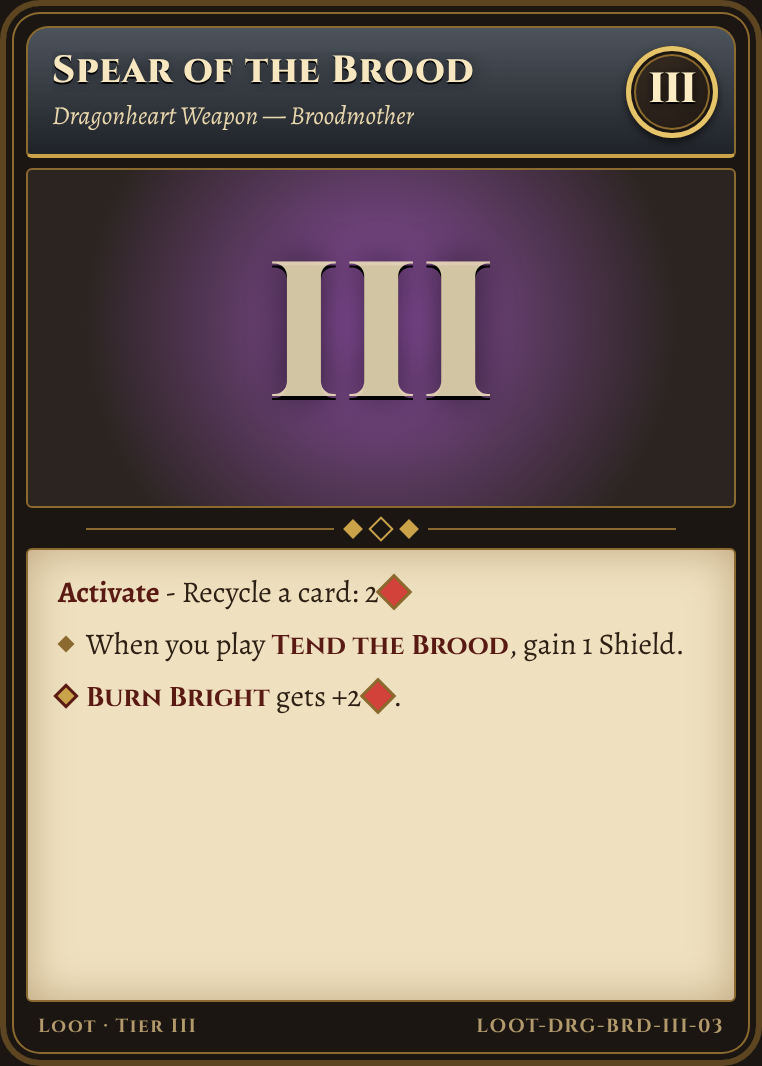 Spear of the Brood
Dragonheart Weapon — Broodmother
III
III
Activate - Recycle a card: 2
When you play Tend the Brood, gain 1 Shield.
Burn Bright gets +2.
Loot · Tier III
LOOT-DRG-BRD-III-03